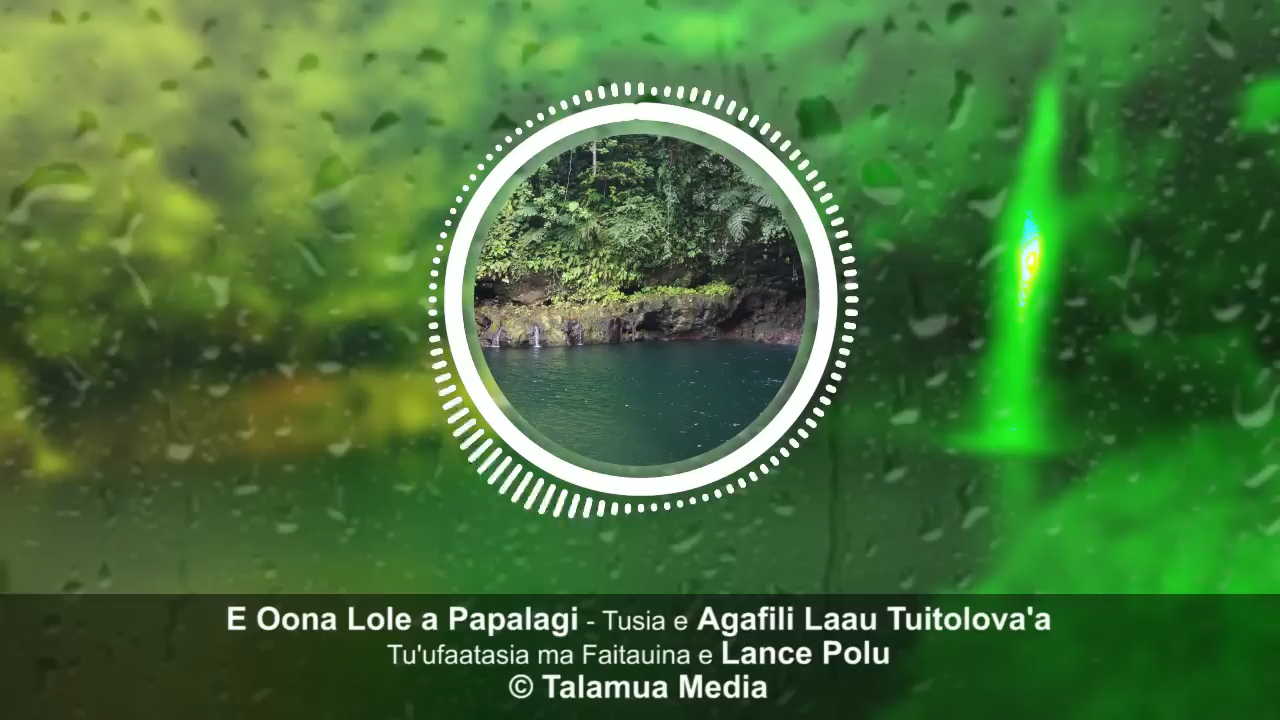 E Oona Lole a Papalagi - Tusia e Agafili Laau Tuitolova'a
Tu'ufaatasia ma Faitauina e Lance Polu
© Talamua Media